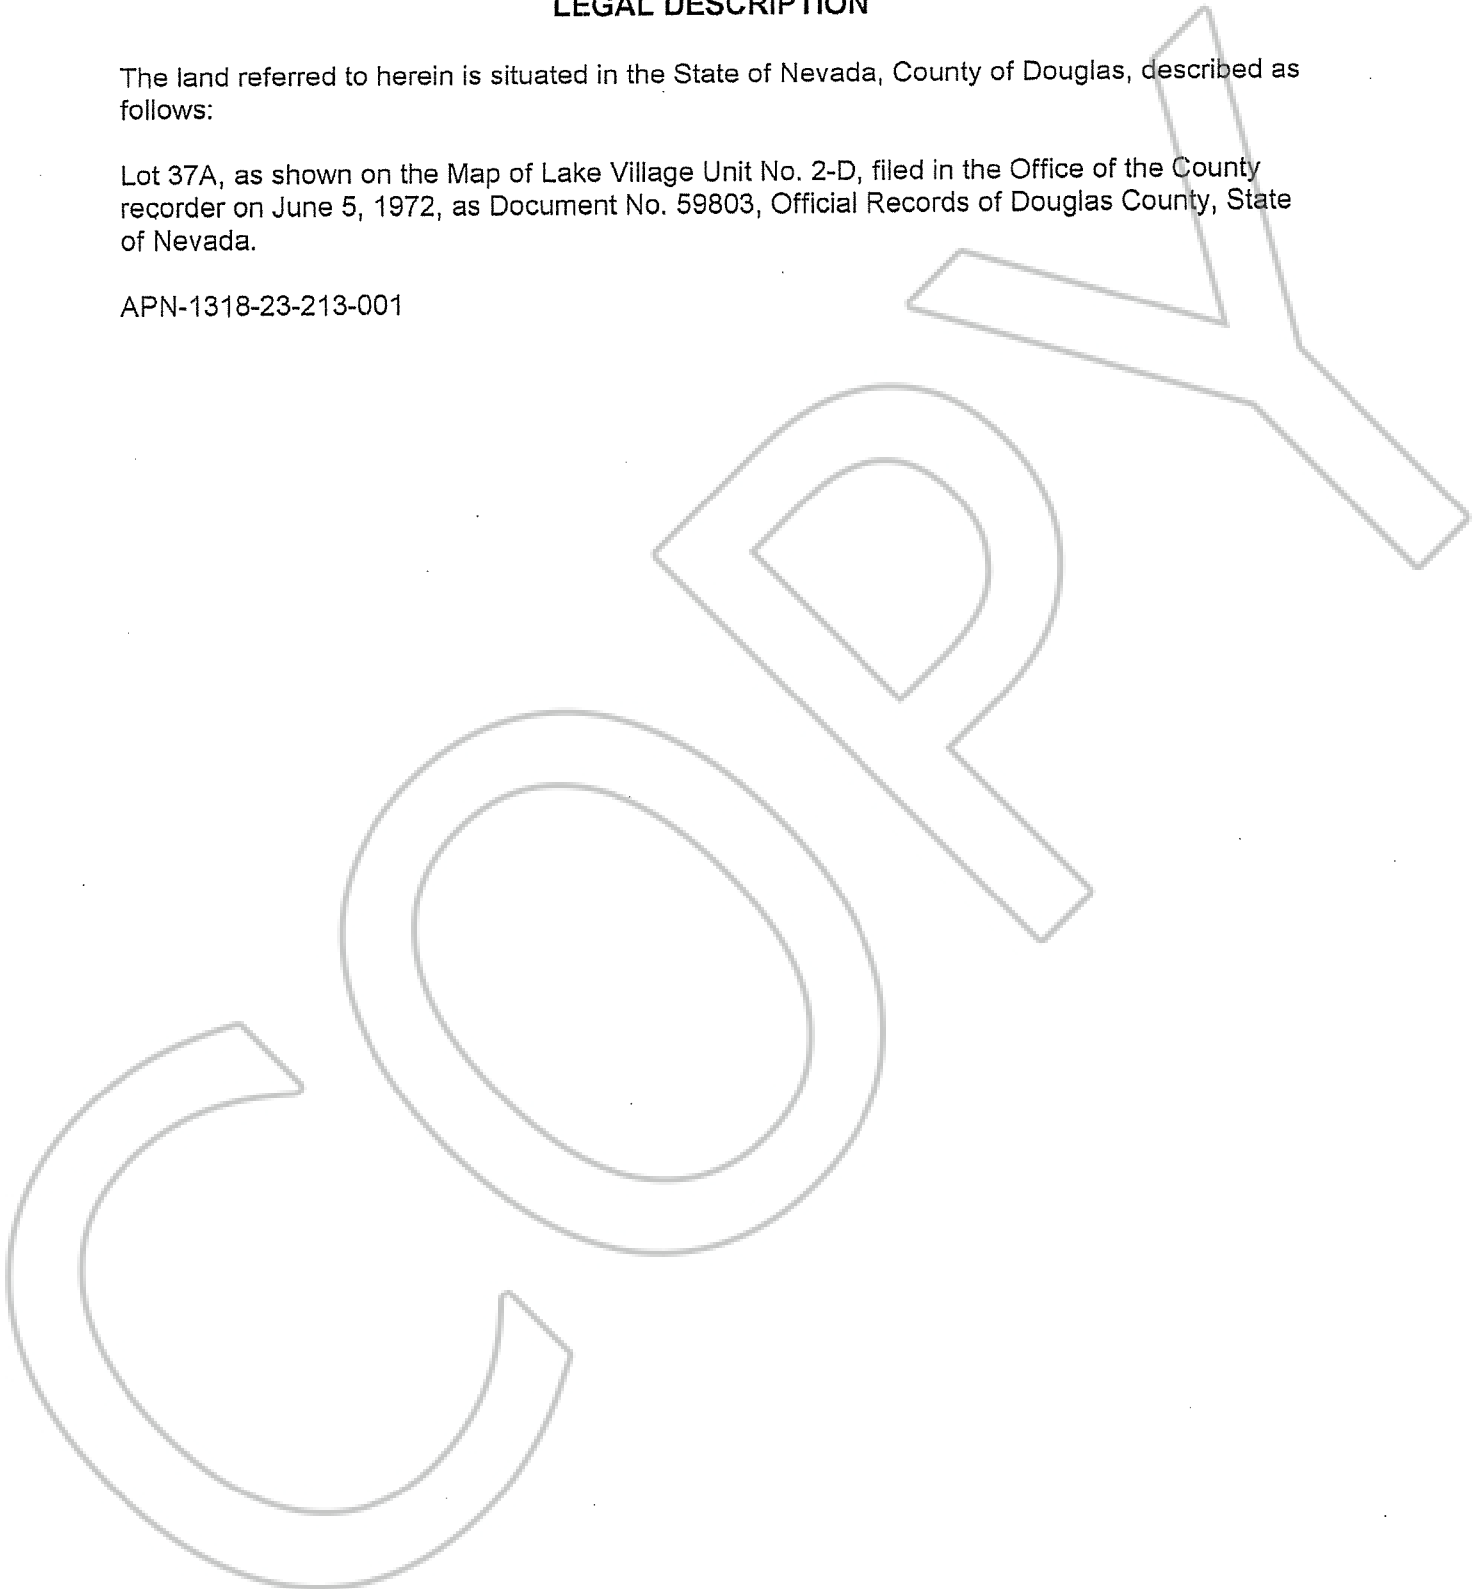 LEGAL DESCRIPTION
The land referred to herein is situated in the State of Nevada, County of Douglas, described as
follows:
Lot 37A, as shown on the Map of Lake Village Unit No. 2-D, filed in the Office of the County
recorder on June 5, 1972, as Document No. 59803, Official Records of Douglas County, State
of Nevada.
APN-1318-23-213-001
COPY